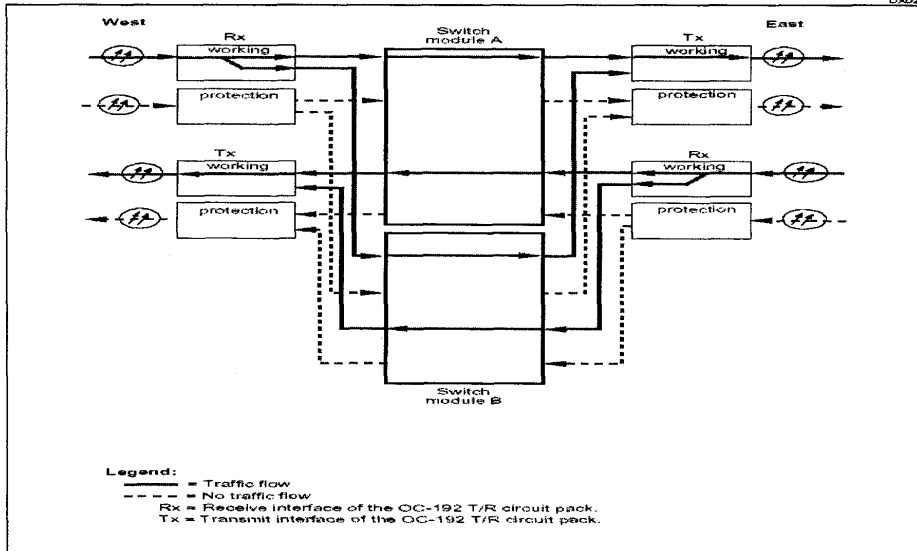 West
East
Rx
working
Switch
module A
Tx
working
protection
protection
Tx
working
Rx
working
protection
protection
Switch
module B
Legend:
= Traffic flow
= No traffic flow
Rx = Receive interface of the OC-192 T/R circuit pack.
Tx = Transmit interface of the OC-192 T/R circuit pack.